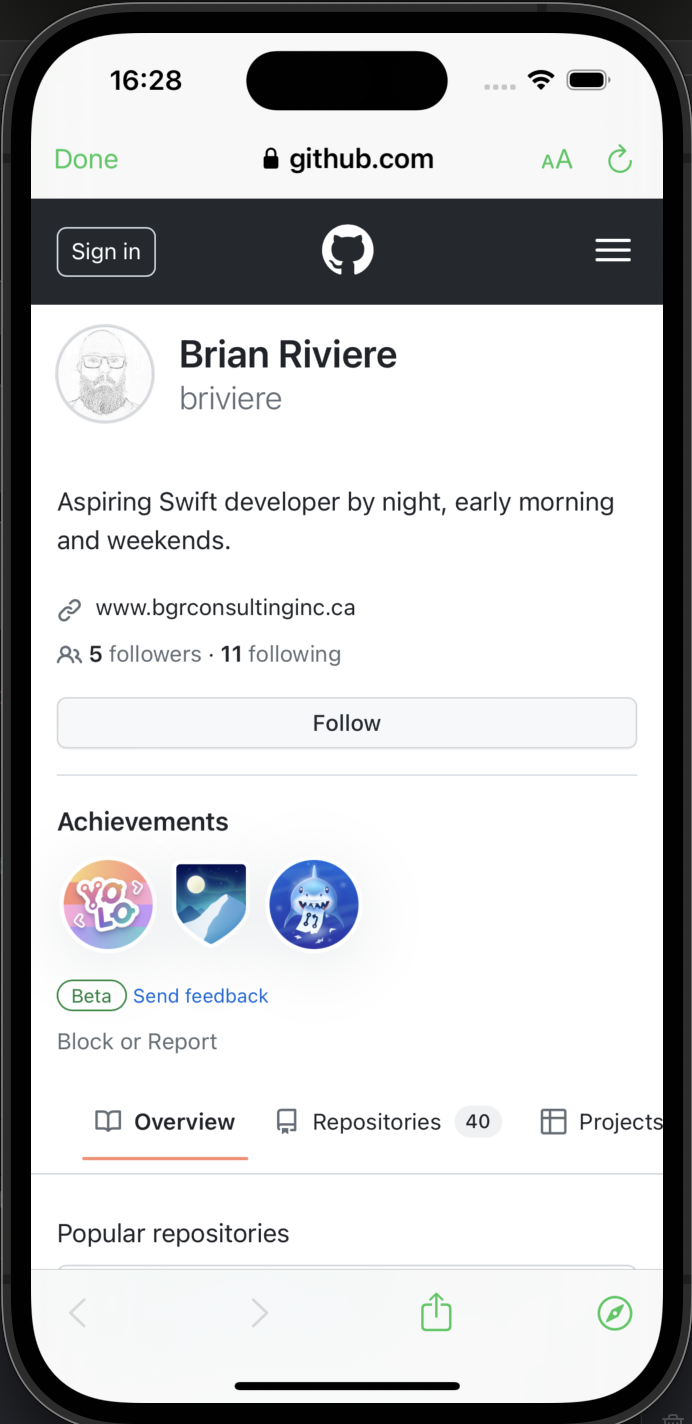 16:28
Done
github.com
AA
Sign in
Brian Riviere
briviere
Aspiring Swift developer by night, early morning
and weekends.
www.bgrconsultinginc.ca
5 followers · 11 following
Follow
Achievements
YOLO
Beta Send feedback
Block or Report
Overview Repositories 40 Projects
Popular repositories